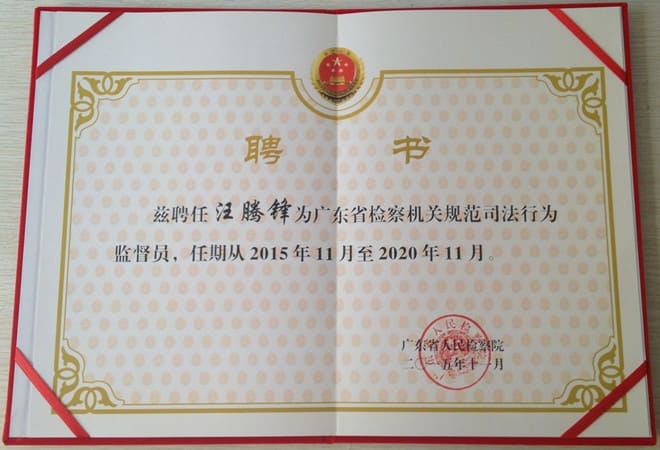 聘书
兹聘任汪腾锋为广东省检察机关规范司法行为
监督员，任期从2015年11月至2020年11月。
广东省人民检察院
二〇一五年十一月